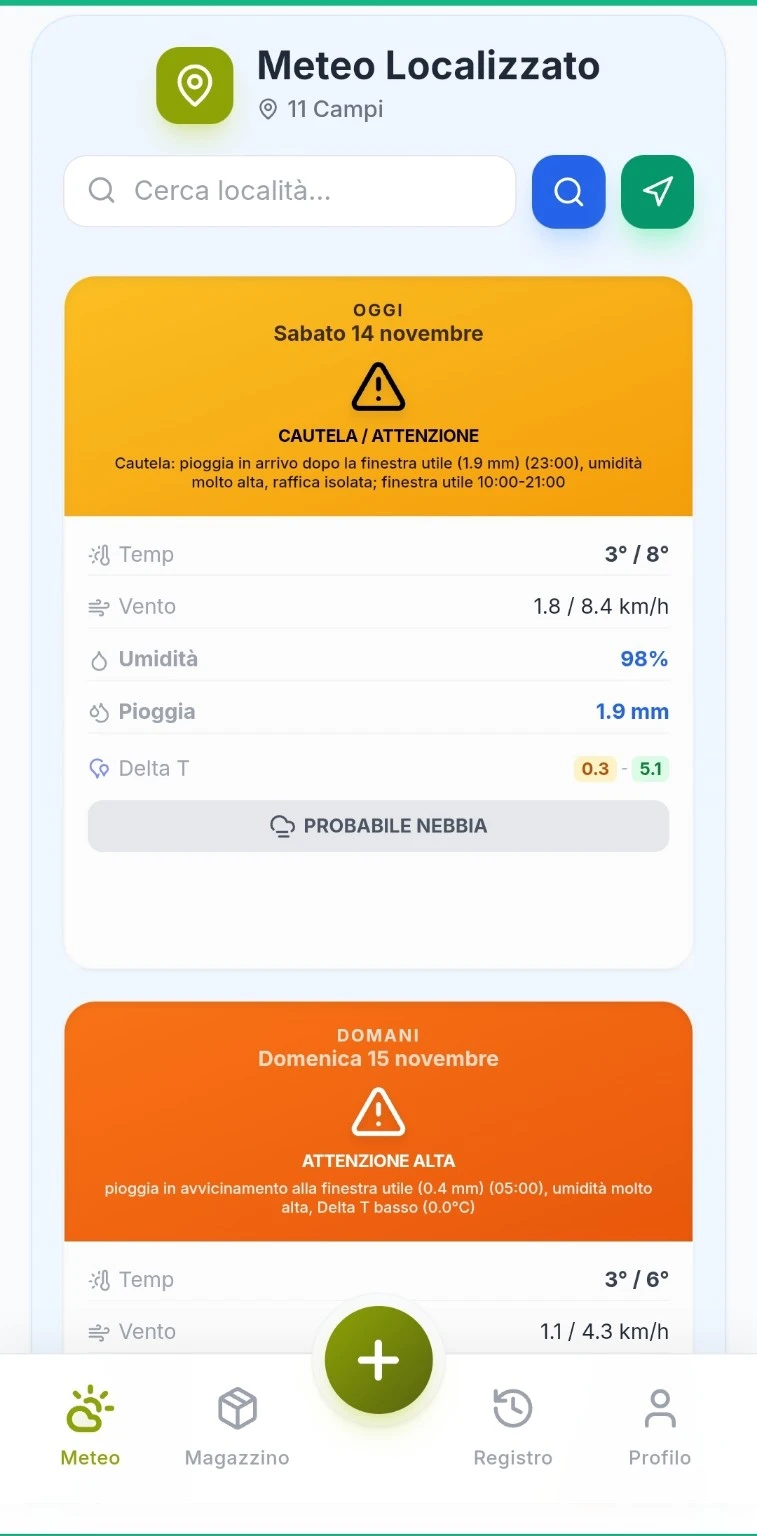 Meteo Localizzato
11 Campi
Cerca località...
OGGI
Sabato 14 novembre
CAUTELA / ATTENZIONE
Cautela: pioggia in arrivo dopo la finestra utile (1.9 mm) (23:00), umidità
molto alta, raffica isolata; finestra utile 10:00-21:00
Temp 3° / 8°
Vento 1.8 / 8.4 km/h
Umidità 98%
Pioggia 1.9 mm
Delta T 0.3 - 5.1
PROBABILE NEBBIA
DOMANI
Domenica 15 novembre
ATTENZIONE ALTA
pioggia in avvicinamento alla finestra utile (0.4 mm) (05:00), umidità molto
alta, Delta T basso (0.0°C)
Temp 3° / 6°
Vento 1.1 / 4.3 km/h
Meteo Magazzino Registro Profilo